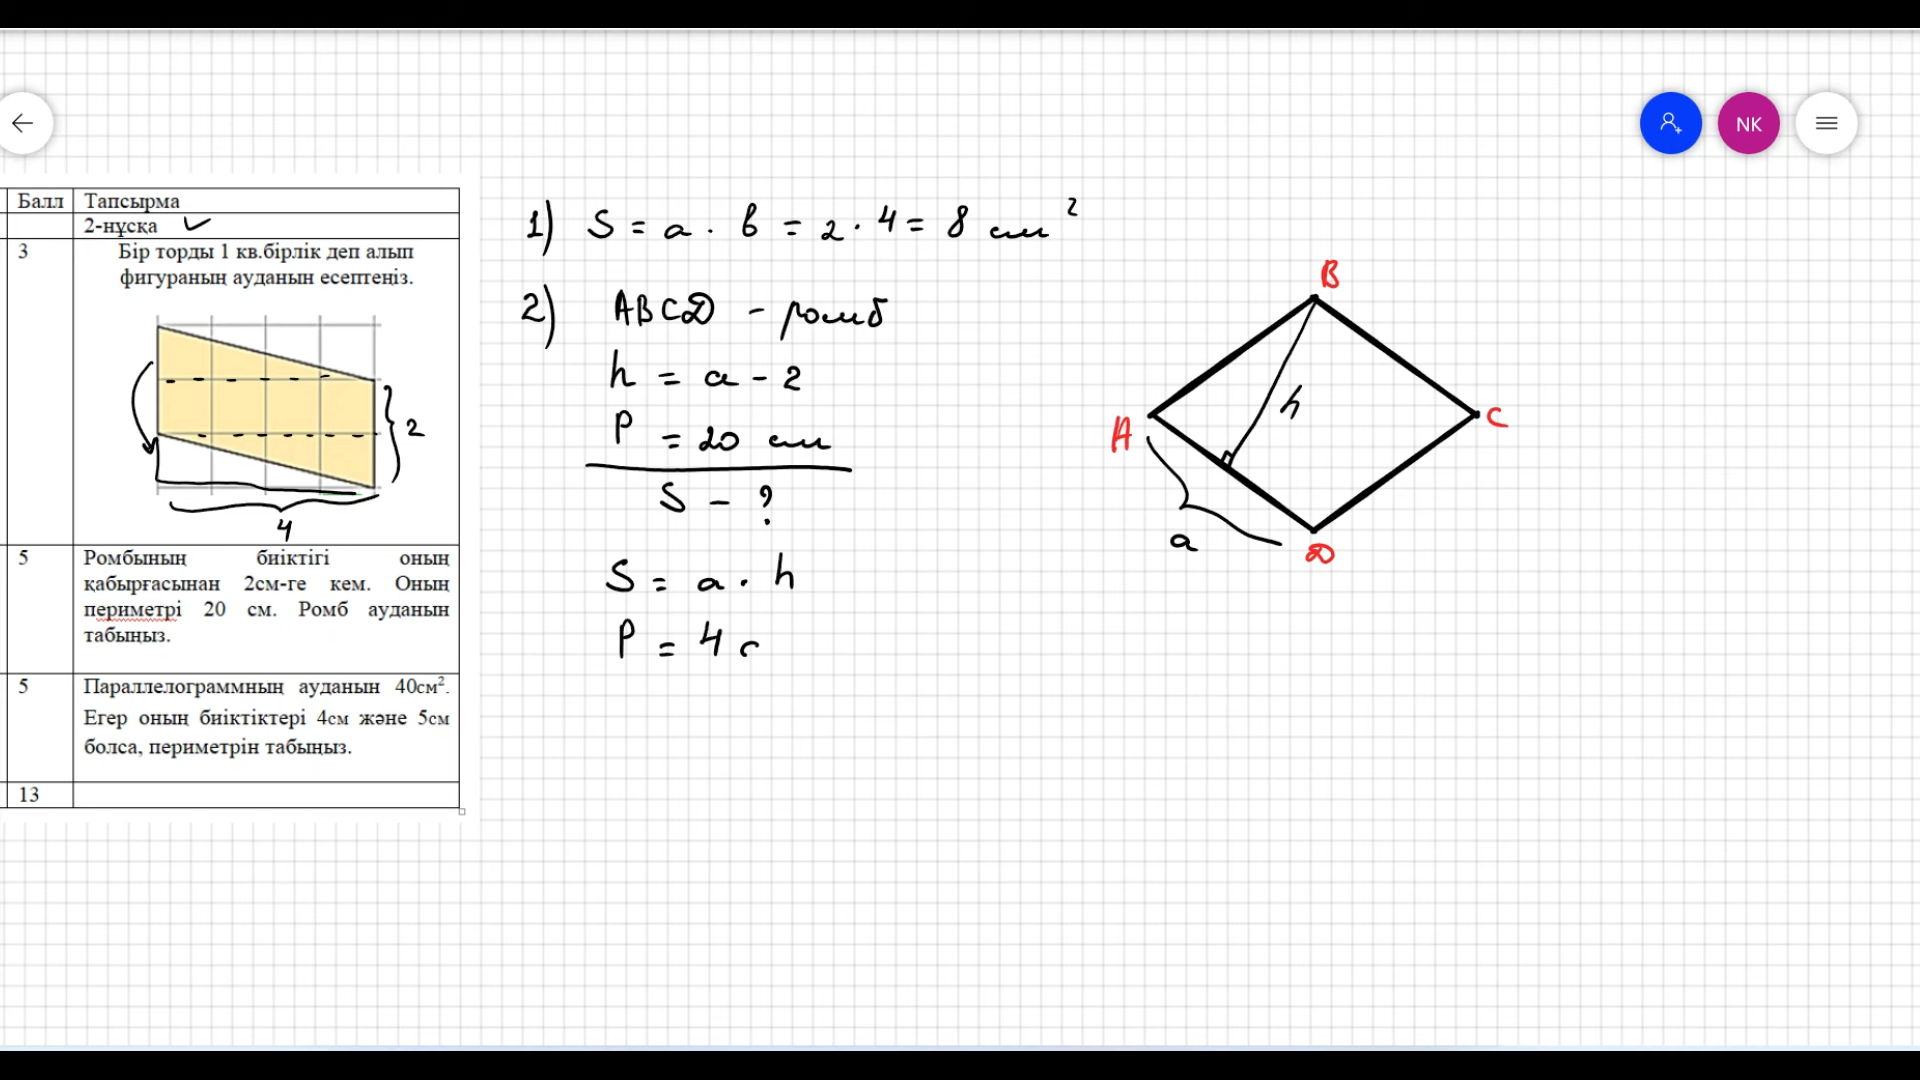 NK
Балл Тапсырма
2-нұсқа
3 Бір торды 1 кв.бірлік деп алып
фигураның ауданын есептеңіз.
2
4
5 Ромбының биіктігі оның
қабырғасынан 2см-ге кем. Оның
периметрі 20 см. Ромб ауданын
табыңыз.
5 Параллелограммның ауданын 40см².
Егер оның биіктіктері 4см және 5см
болса, периметрін табыңыз.
13
1) S = a · b = 2 · 4 = 8 см²
2) ABCD - ромб
h = a - 2
P = 20 см
S - ?
S = a · h
P = 4
B
h
A
C
a
D